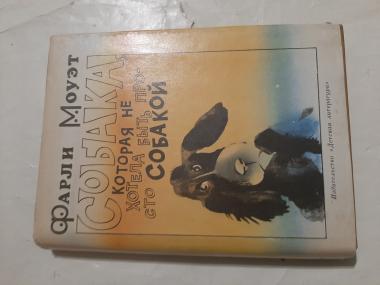 Фарли Моуэт
СОБАКА,
КОТОРАЯ НЕ
ХОТЕЛА БЫТЬ ПРО-
СТО СОБАКОЙ
Издательство «Детская литература»